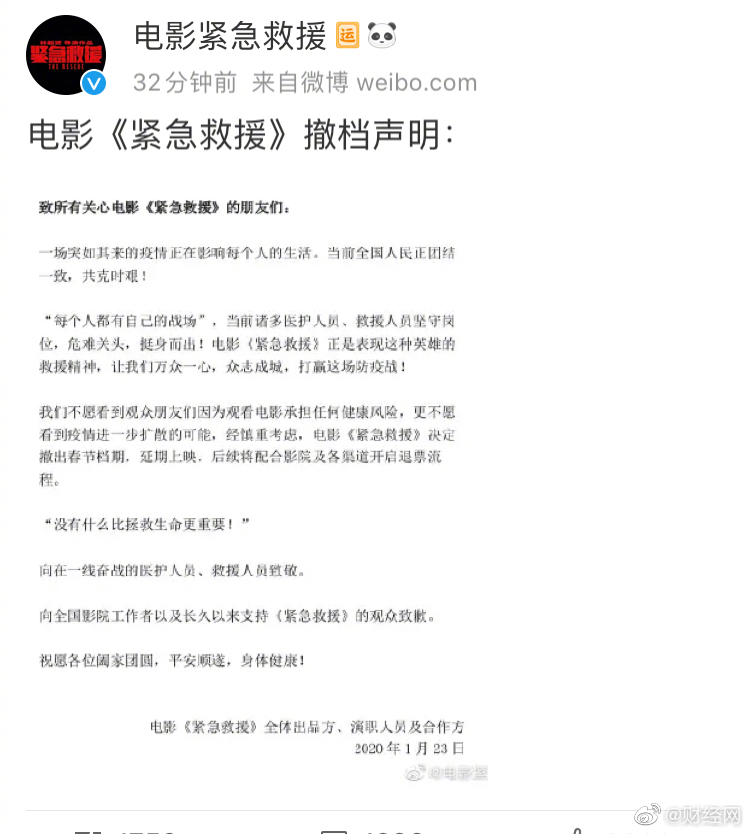 紧急救援
THE RESCUE
电影紧急救援 运
32分钟前 来自微博 weibo.com
电影《紧急救援》撤档声明：
致所有关心电影《紧急救援》的朋友们：
一场突如其来的疫情正在影响每个人的生活。当前全国人民正团结
一致，共克时艰！
“每个人都有自己的战场”，当前诸多医护人员、救援人员坚守岗
位，危难关头，挺身而出！电影《紧急救援》正是表现这种英雄的
救援精神，让我们万众一心，众志成城，打赢这场防疫战！
我们不愿看到观众朋友们因为观看电影承担任何健康风险，更不愿
看到疫情进一步扩散的可能，经慎重考虑，电影《紧急救援》决定
撤出春节档期，延期上映，后续将配合影院及各渠道开启退票流
程。
“没有什么比拯救生命更重要！”
向在一线奋战的医护人员、救援人员致敬。
向全国影院工作者以及长久以来支持《紧急救援》的观众致歉。
祝愿各位阖家团圆，平安顺遂，身体健康！
电影《紧急救援》全体出品方、演职人员及合作方
2020 年 1 月 23 日
@电影
@财经网